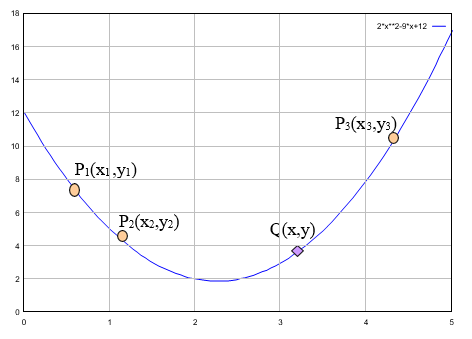 18
2*x**2-9*x+12
16
14
12
P₃(x₃,y₃)
10
P₁(x₁,y₁)
8
6
P₂(x₂,y₂)
Q(x,y)
4
2
0
0 1 2 3 4 5